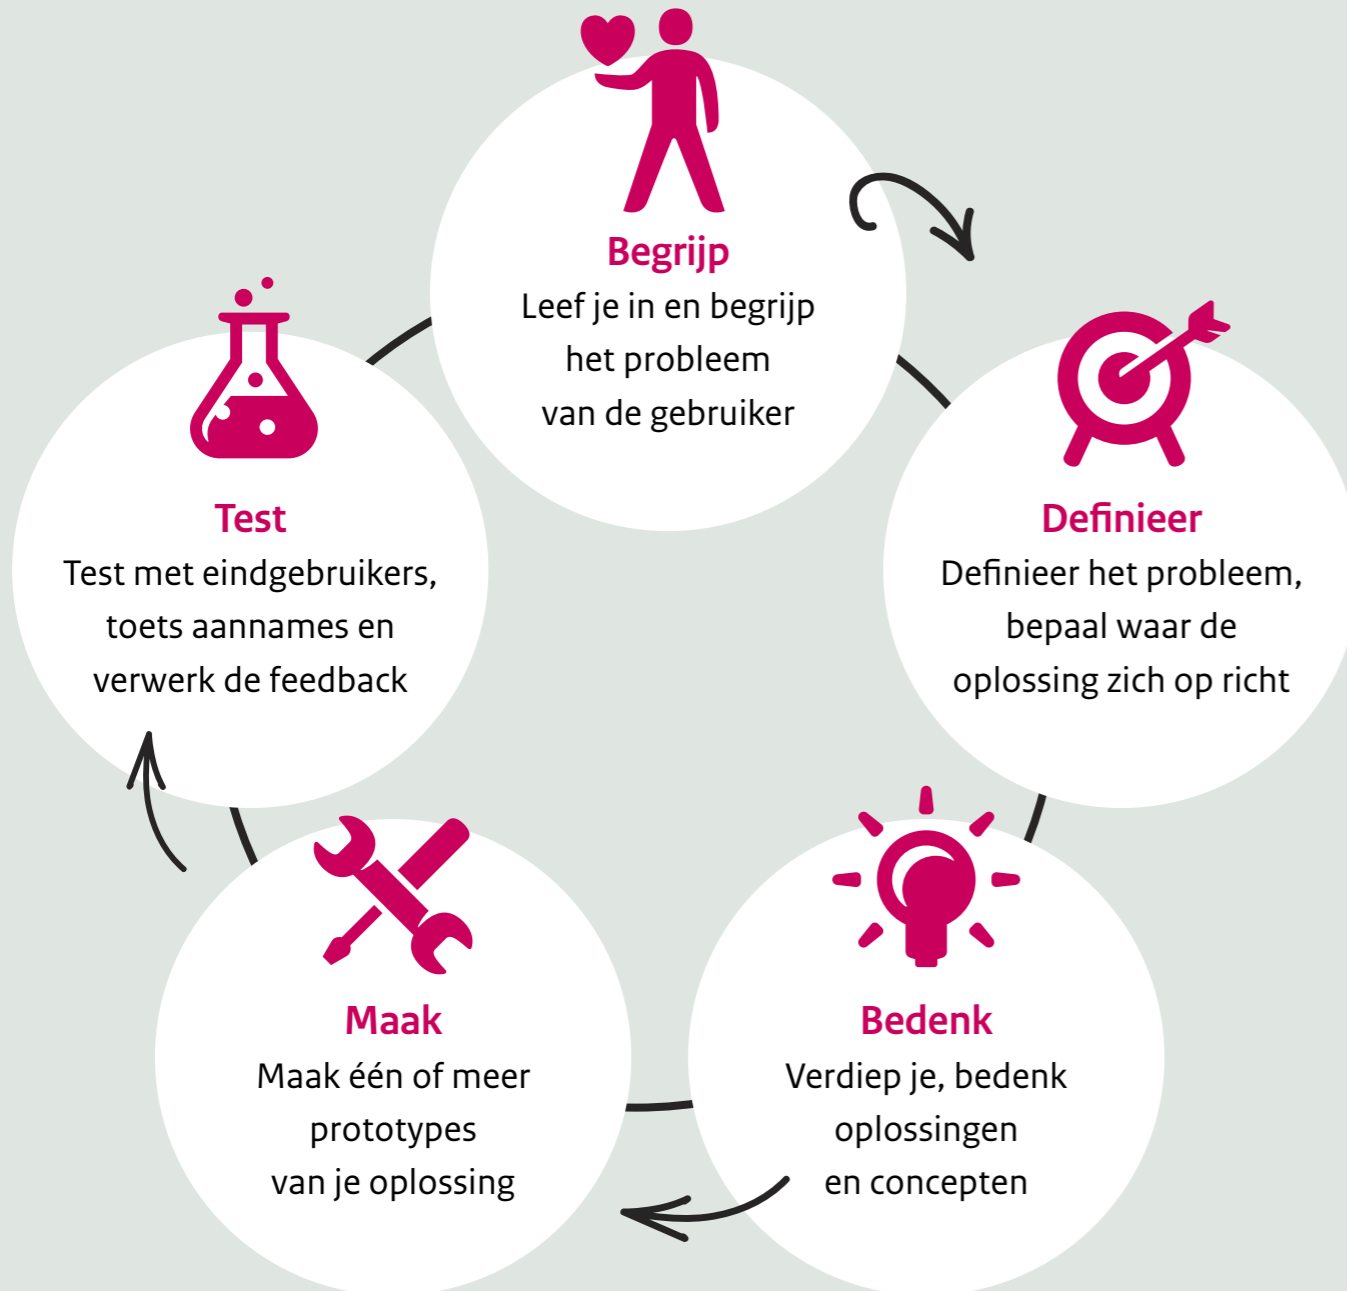 Begrijp
Leef je in en begrijp
het probleem
van de gebruiker
Definieer
Definieer het probleem,
bepaal waar de
oplossing zich op richt
Bedenk
Verdiep je, bedenk
oplossingen
en concepten
Maak
Maak één of meer
prototypes
van je oplossing
Test
Test met eindgebruikers,
toets aannames en
verwerk de feedback